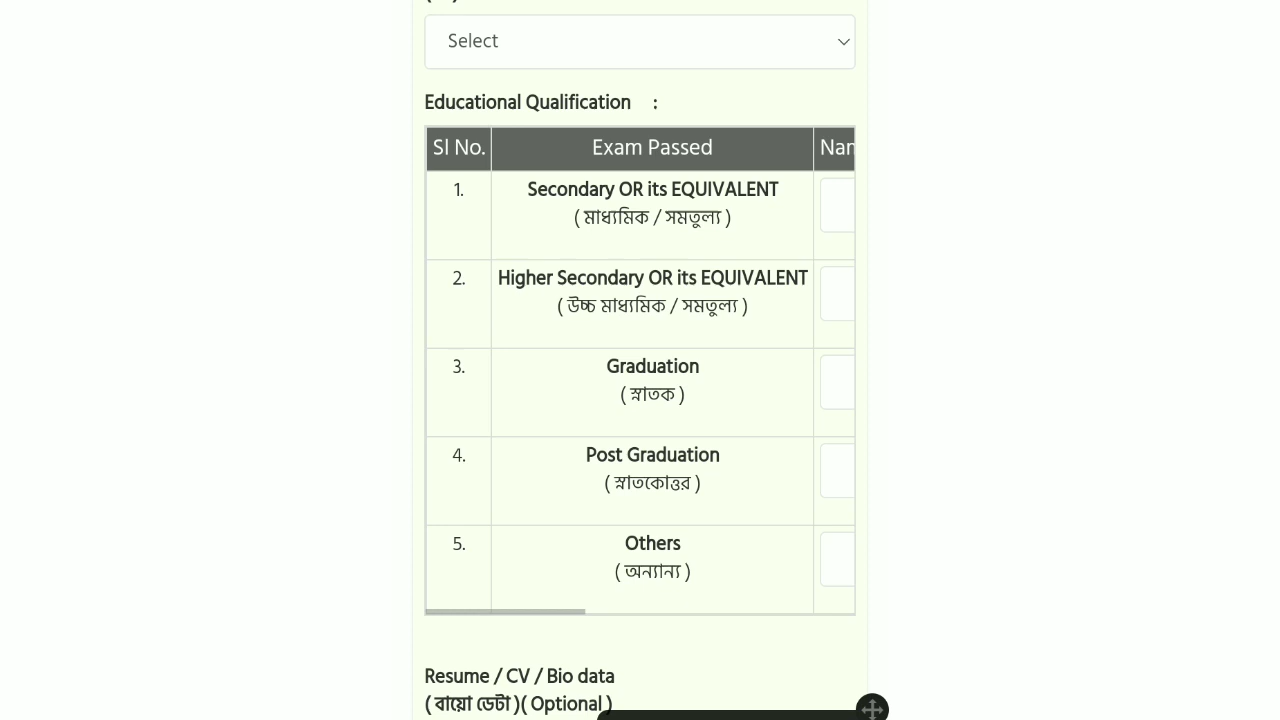 Select
Educational Qualification :
Sl No. Exam Passed
1. Secondary OR its EQUIVALENT
( মাধ্যমিক / সমতুল্য )
2. Higher Secondary OR its EQUIVALENT
( উচ্চ মাধ্যমিক / সমতুল্য )
3. Graduation
( স্নাতক )
4. Post Graduation
( স্নাতকোত্তর )
5. Others
( অন্যান্য )
Resume / CV / Bio data
( বায়ো ডেটা )( Optional )